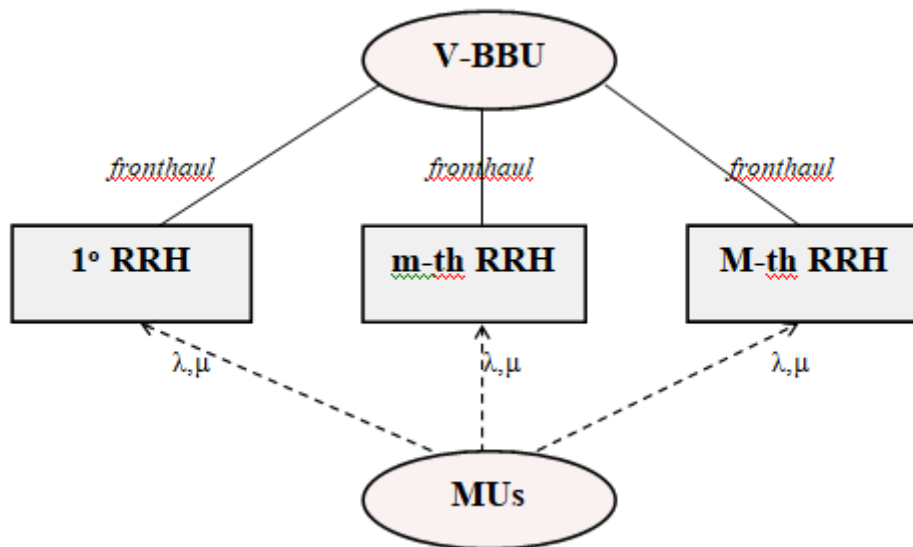 V-BBU
fronthaul fronthaul fronthaul
1º RRH m-th RRH M-th RRH
λ,μ λ,μ λ,μ
MUs